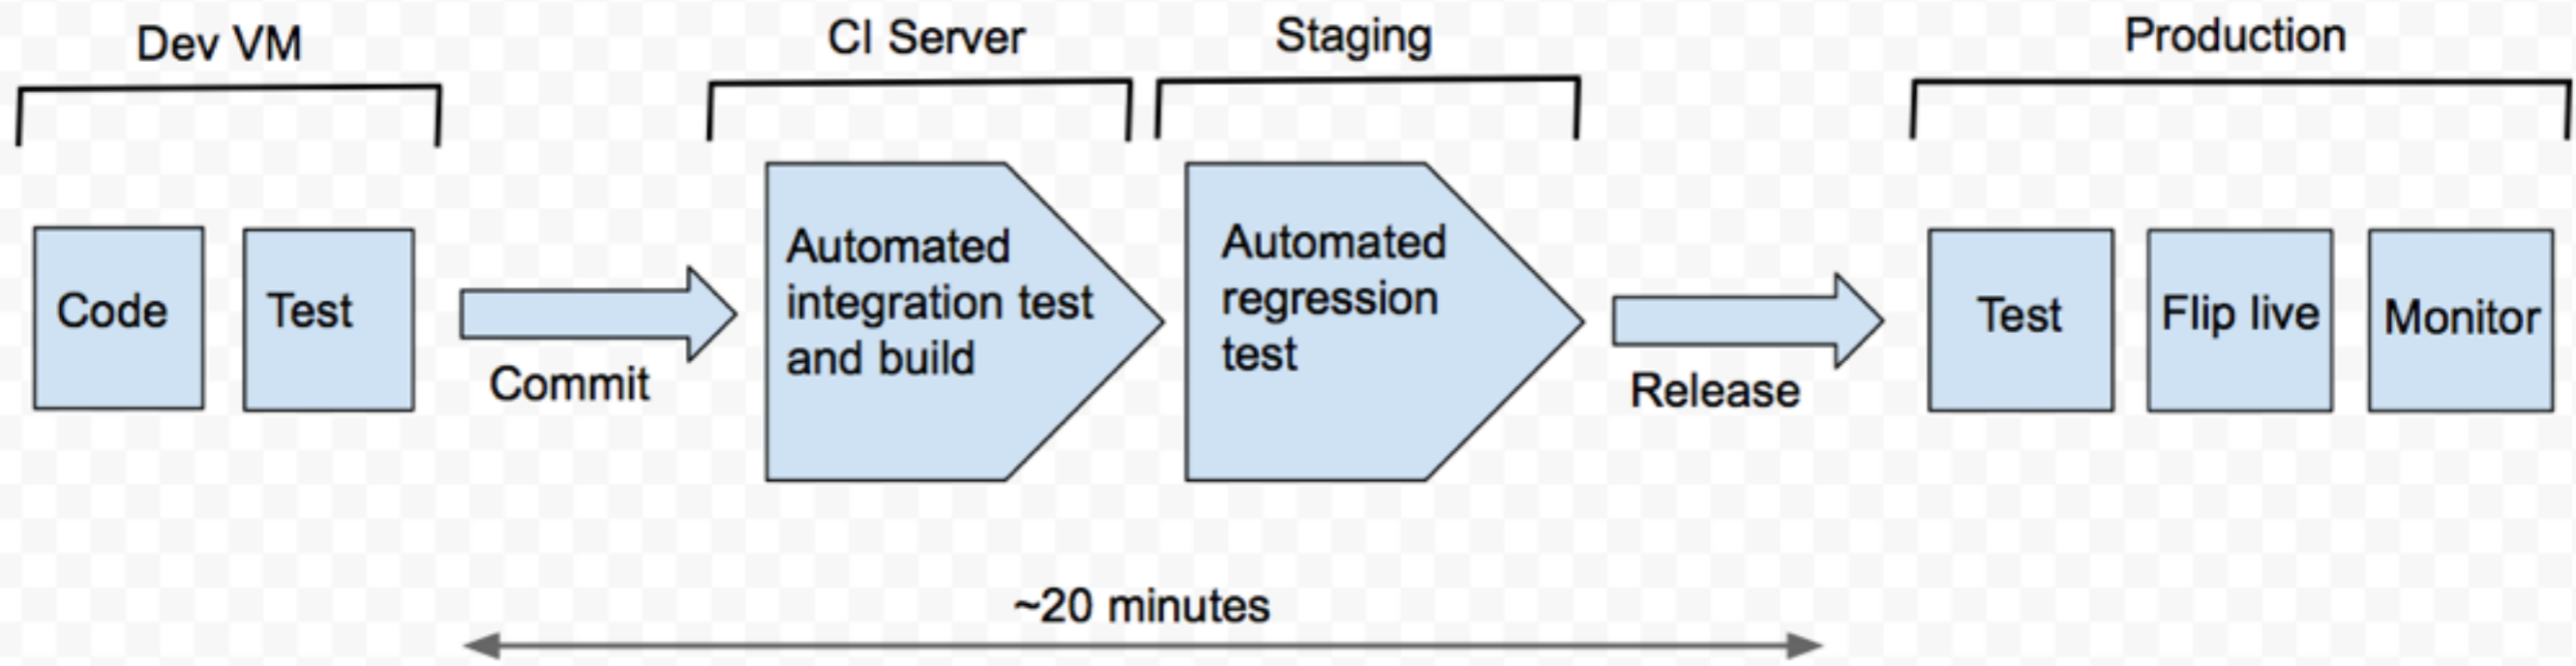 Dev VM
CI Server
Staging
Production
Code
Test
Commit
Automated
integration test
and build
Automated
regression
test
Release
Test
Flip live
Monitor
~20 minutes